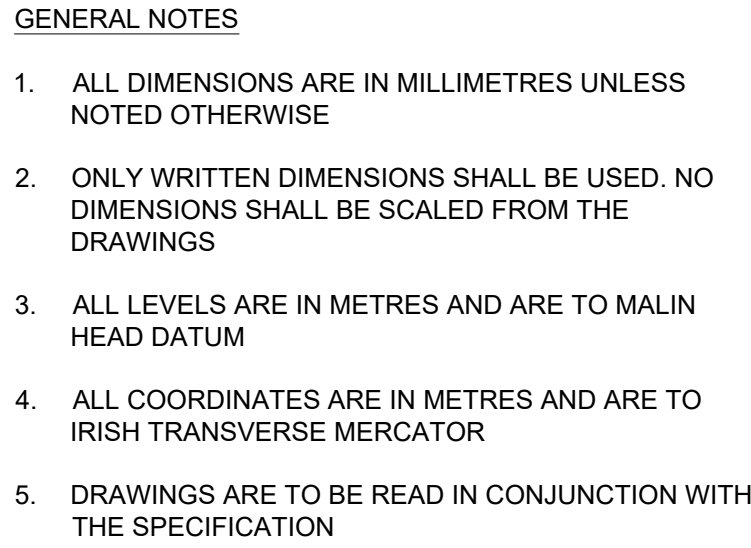 GENERAL NOTES
1. ALL DIMENSIONS ARE IN MILLIMETRES UNLESS
NOTED OTHERWISE
2. ONLY WRITTEN DIMENSIONS SHALL BE USED. NO
DIMENSIONS SHALL BE SCALED FROM THE
DRAWINGS
3. ALL LEVELS ARE IN METRES AND ARE TO MALIN
HEAD DATUM
4. ALL COORDINATES ARE IN METRES AND ARE TO
IRISH TRANSVERSE MERCATOR
5. DRAWINGS ARE TO BE READ IN CONJUNCTION WITH
THE SPECIFICATION